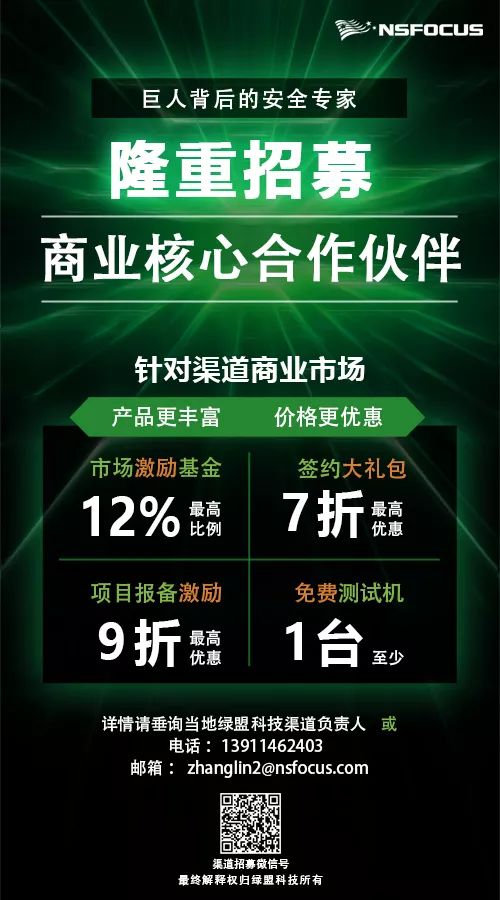 NSFOCUS
巨人背后的安全专家
隆重招募
商业核心合作伙伴
针对渠道商业市场
产品更丰富 价格更优惠
市场激励基金
12% 最高比例
签约大礼包
7折 最高优惠
项目报备激励
9折 最高优惠
免费测试机
1台 至少
详情请垂询当地绿盟科技渠道负责人 或
电话：13911462403
邮箱：zhanglin2@nsfocus.com
渠道招募微信号
最终解释权归绿盟科技所有